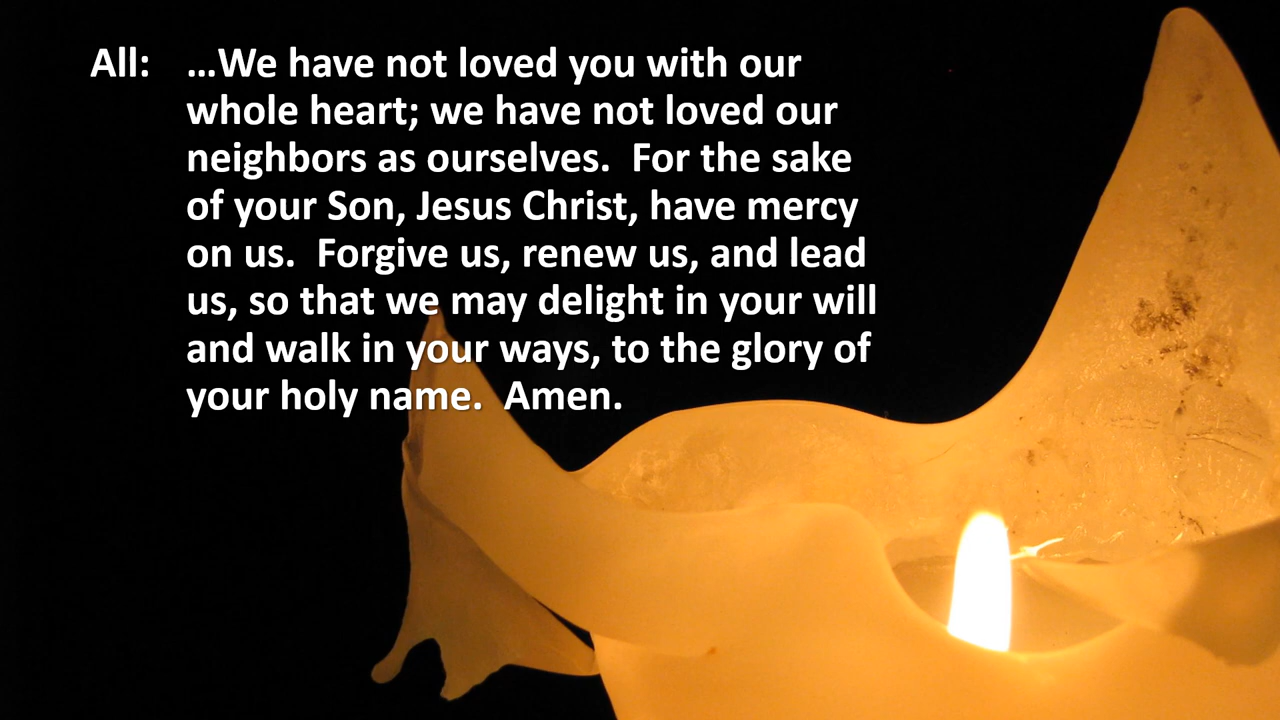 All: …We have not loved you with our
whole heart; we have not loved our
neighbors as ourselves.  For the sake
of your Son, Jesus Christ, have mercy
on us.  Forgive us, renew us, and lead
us, so that we may delight in your will
and walk in your ways, to the glory of
your holy name.  Amen.